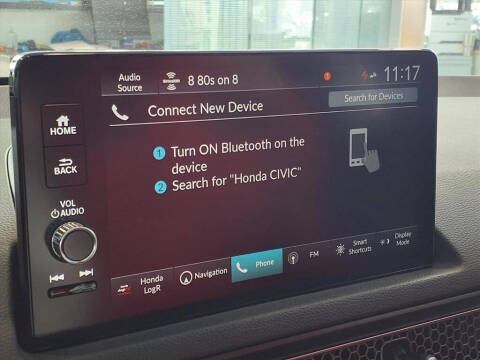 Audio Source
SiriusXM
8 80s on 8
11:17
Connect New Device
Search for Devices
HOME
BACK
VOL
AUDIO
1 Turn ON Bluetooth on the
device
2 Search for "Honda CIVIC"
Honda LogR
Navigation
Phone
FM
Smart Shortcuts
Display Mode